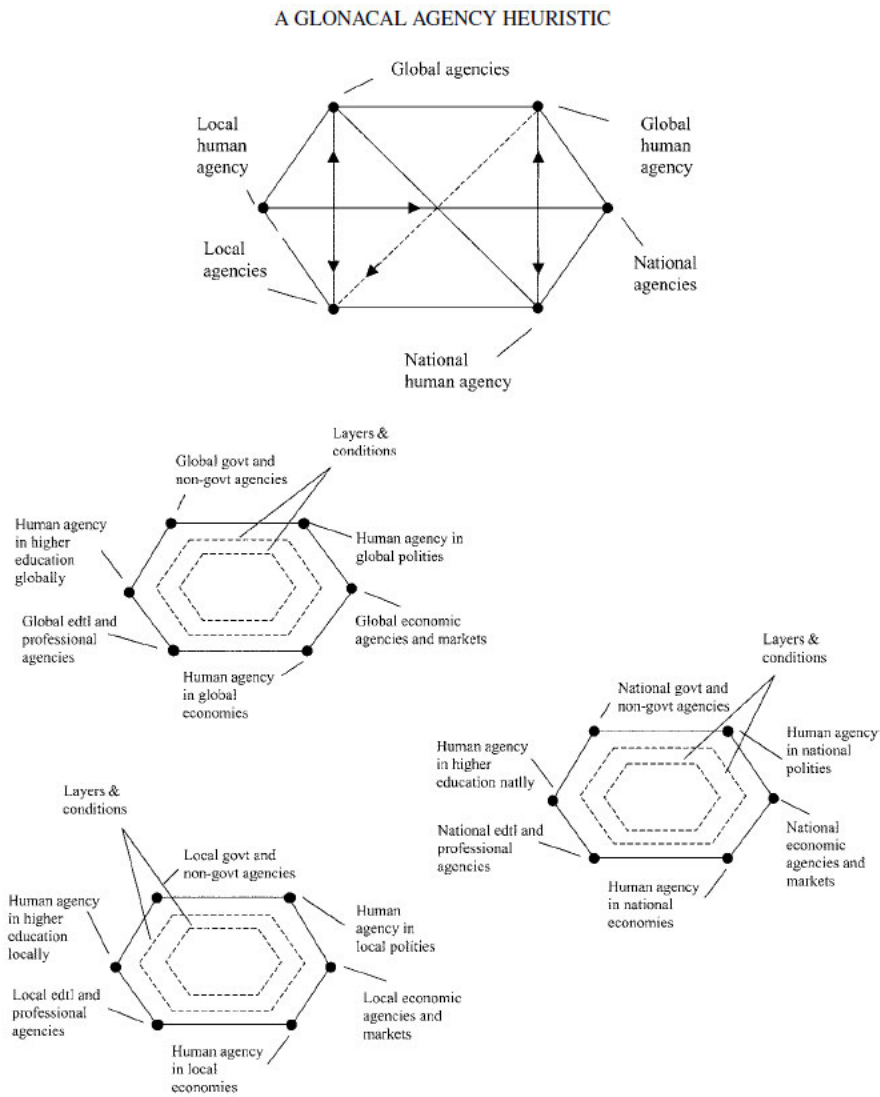 A GLONACAL AGENCY HEURISTIC
Global agencies
Local
human
agency
Global
human
agency
Local
agencies
National
agencies
National
human agency
Layers &
conditions
Global govt and
non-govt agencies
Human agency
in higher
education
globally
Human agency in
global polities
Global edtl and
professional
agencies
Global economic
agencies and markets
Human agency
in global
economies
Layers &
conditions
National govt and
non-govt agencies
Human agency
in national
polities
Human agency
in higher
education natlly
National edtl and
professional
agencies
National
economic
agencies and
markets
Human agency
in national
economies
Layers &
conditions
Local govt and
non-govt agencies
Human agency
in higher
education
locally
Human
agency in
local polities
Local edtl and
professional
agencies
Local economic
agencies and
markets
Human agency
in local
economies